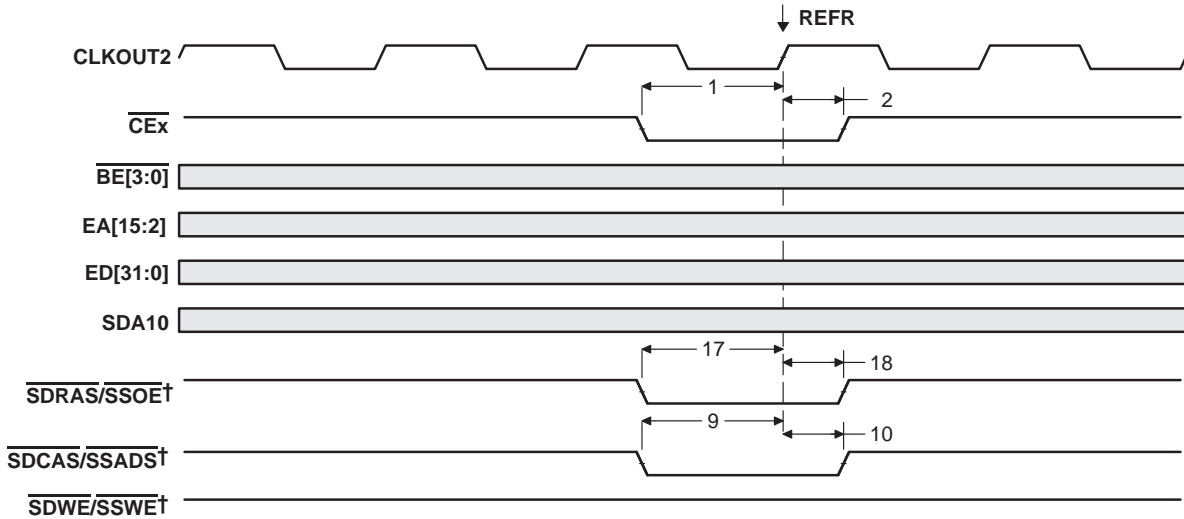 REFR
CLKOUT2
1
2
CEx
BE[3:0]
EA[15:2]
ED[31:0]
SDA10
17
18
SDRAS/SSOE†
9
10
SDCAS/SSADS†
SDWE/SSWE†